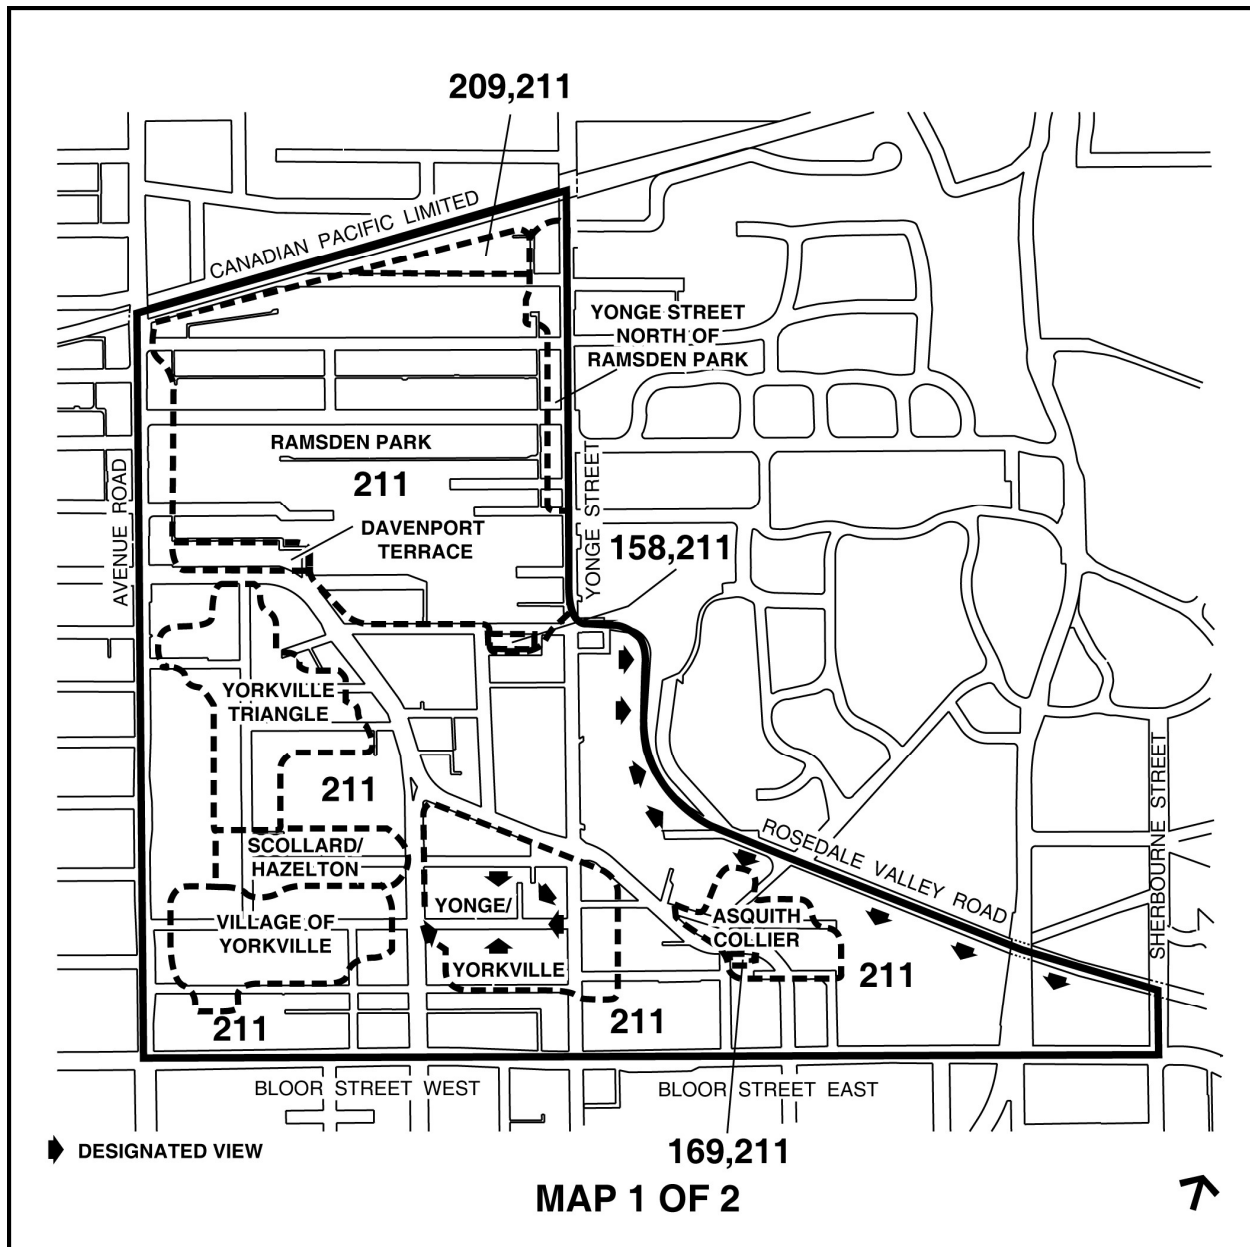 209,211
CANADIAN PACIFIC LIMITED
YONGE STREET
NORTH OF
RAMSDEN PARK
RAMSDEN PARK
211
AVENUE ROAD
YONGE STREET
DAVENPORT
TERRACE
158,211
YORKVILLE
TRIANGLE
211
SHERBOURNE STREET
ROSEDALE VALLEY ROAD
SCOLLARD/
HAZELTON
YONGE/
VILLAGE OF
YORKVILLE
ASQUITH
COLLIER
YORKVILLE
211
211
211
BLOOR STREET WEST
BLOOR STREET EAST
DESIGNATED VIEW
169,211
MAP 1 OF 2